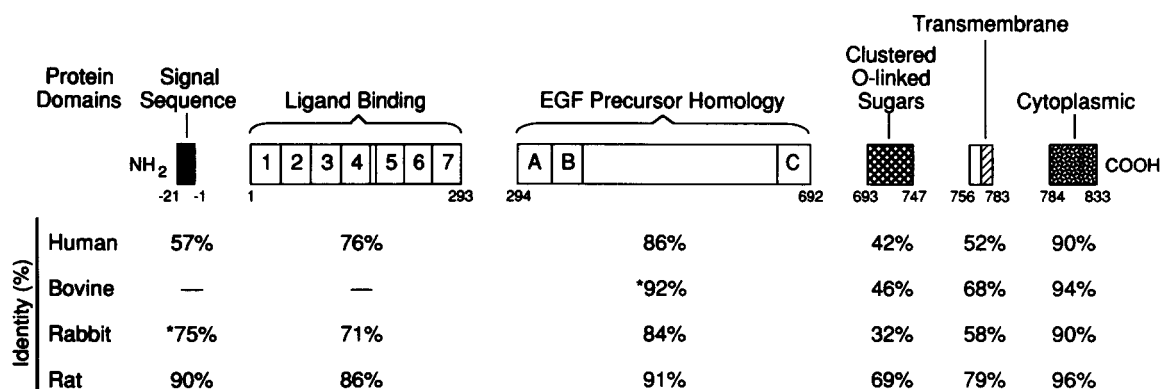 Transmembrane
Protein Domains
Signal Sequence
Ligand Binding
EGF Precursor Homology
Clustered O-linked Sugars
Cytoplasmic
NH2 1 2 3 4 5 6 7 A B C COOH
-21 -1 1 293 294 692 693 747 756 783 784 833
Identity (%)
Human 57% 76% 86% 42% 52% 90%
Bovine — — *92% 46% 68% 94%
Rabbit *75% 71% 84% 32% 58% 90%
Rat 90% 86% 91% 69% 79% 96%